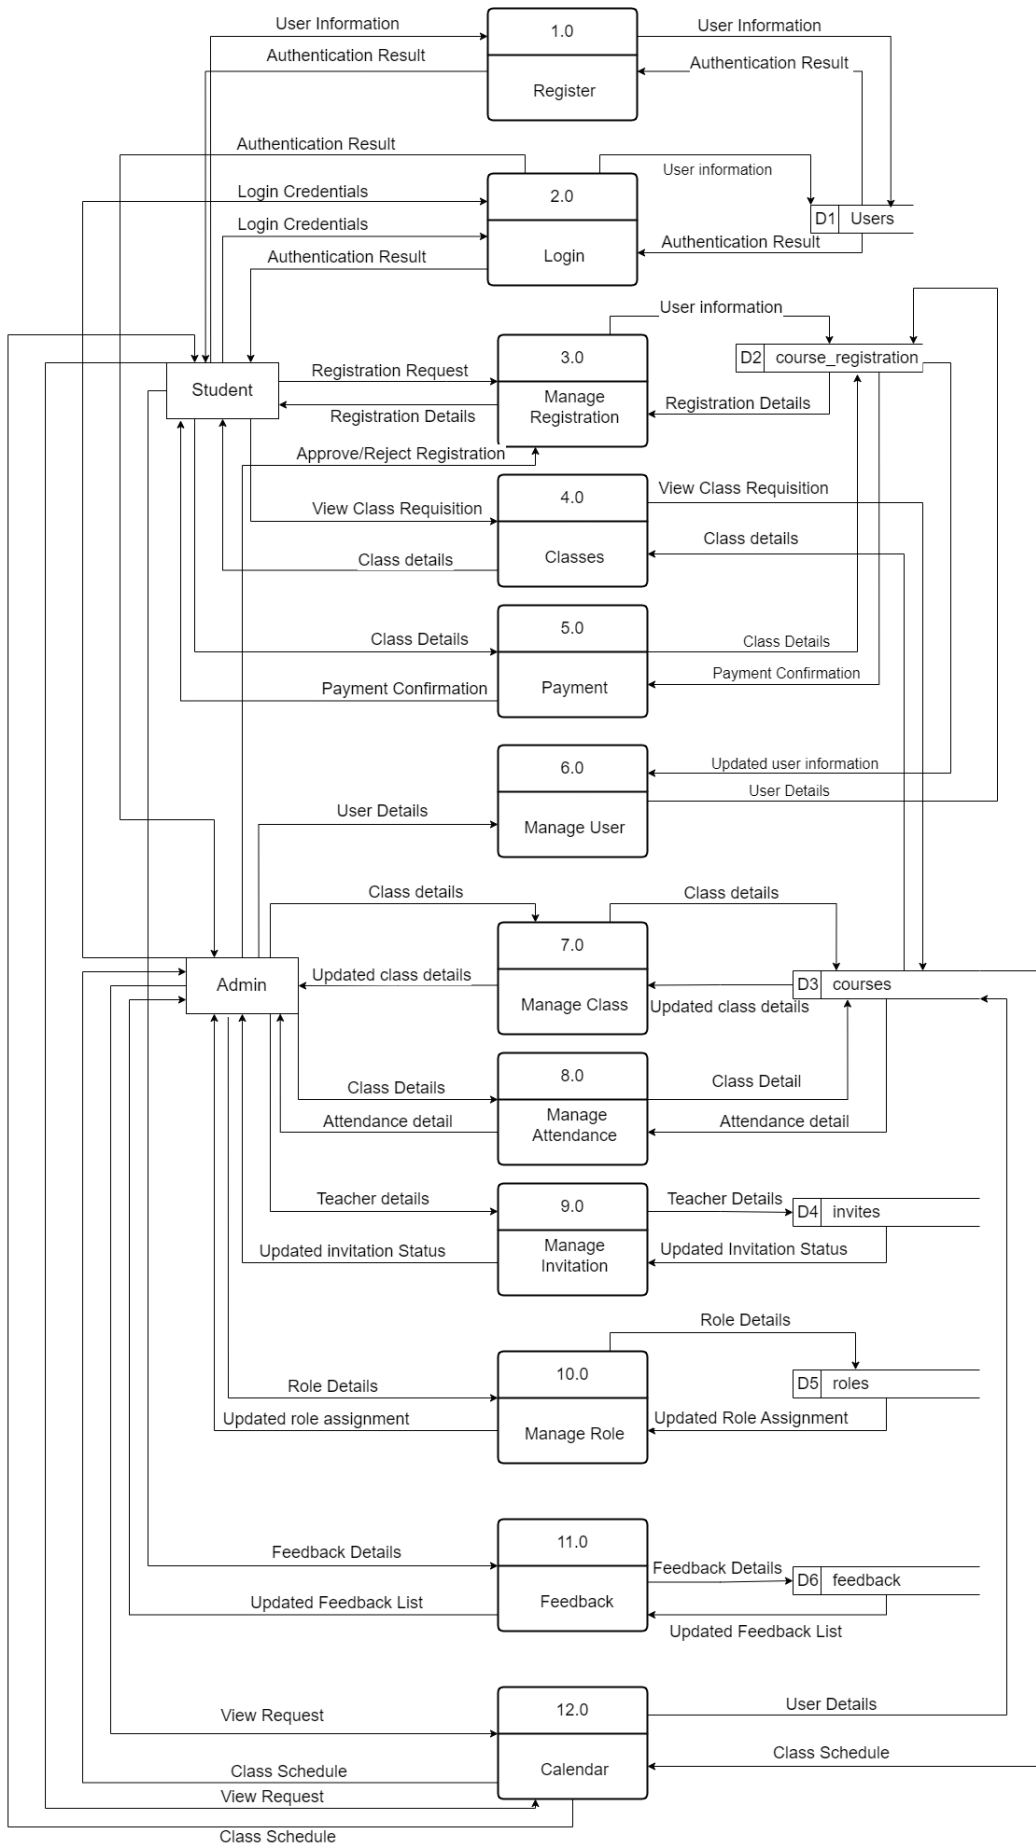 User Information
1.0
User Information
Authentication Result
Authentication Result
Register
Authentication Result
User information
Login Credentials
2.0
D1
Users
Login Credentials
Authentication Result
Authentication Result
Login
User information
3.0
D2
course_registration
Student
Registration Request
Manage
Registration
Registration Details
Registration Details
Approve/Reject Registration
4.0
View Class Requisition
View Class Requisition
Class details
Class details
Classes
5.0
Class Details
Class Details
Payment Confirmation
Payment Confirmation
Payment
6.0
Updated user information
User Details
User Details
Manage User
Class details
Class details
7.0
Admin
Updated class details
D3
courses
Manage Class
Updated class details
8.0
Class Details
Class Detail
Manage
Attendance
Attendance detail
Attendance detail
Teacher details
9.0
Teacher Details
D4
invites
Updated invitation Status
Manage
Invitation
Updated Invitation Status
Role Details
10.0
D5
roles
Role Details
Updated role assignment
Updated Role Assignment
Manage Role
11.0
Feedback Details
Feedback Details
D6
feedback
Updated Feedback List
Feedback
Updated Feedback List
12.0
User Details
View Request
Class Schedule
Class Schedule
Calendar
View Request
Class Schedule